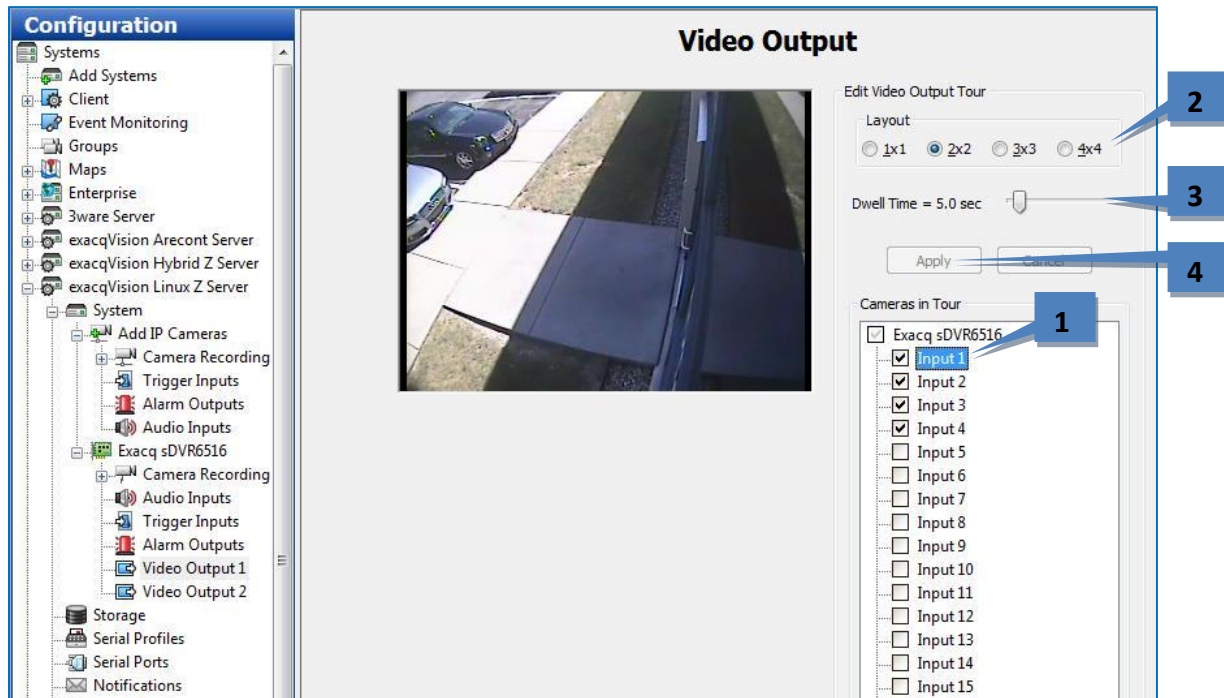 Configuration
Systems
Add Systems
Client
Event Monitoring
Groups
Maps
Enterprise
3ware Server
exacqVision Arecont Server
exacqVision Hybrid Z Server
exacqVision Linux Z Server
System
Add IP Cameras
Camera Recording
Trigger Inputs
Alarm Outputs
Audio Inputs
Exacq sDVR6516
Camera Recording
Audio Inputs
Trigger Inputs
Alarm Outputs
Video Output 1
Video Output 2
Storage
Serial Profiles
Serial Ports
Notifications
Video Output
Edit Video Output Tour
Layout
1x1 2x2 3x3 4x4
2
Dwell Time = 5.0 sec
3
Apply Cancel
4
Cameras in Tour
1
Exacq sDVR6516
Input 1
Input 2
Input 3
Input 4
Input 5
Input 6
Input 7
Input 8
Input 9
Input 10
Input 11
Input 12
Input 13
Input 14
Input 15